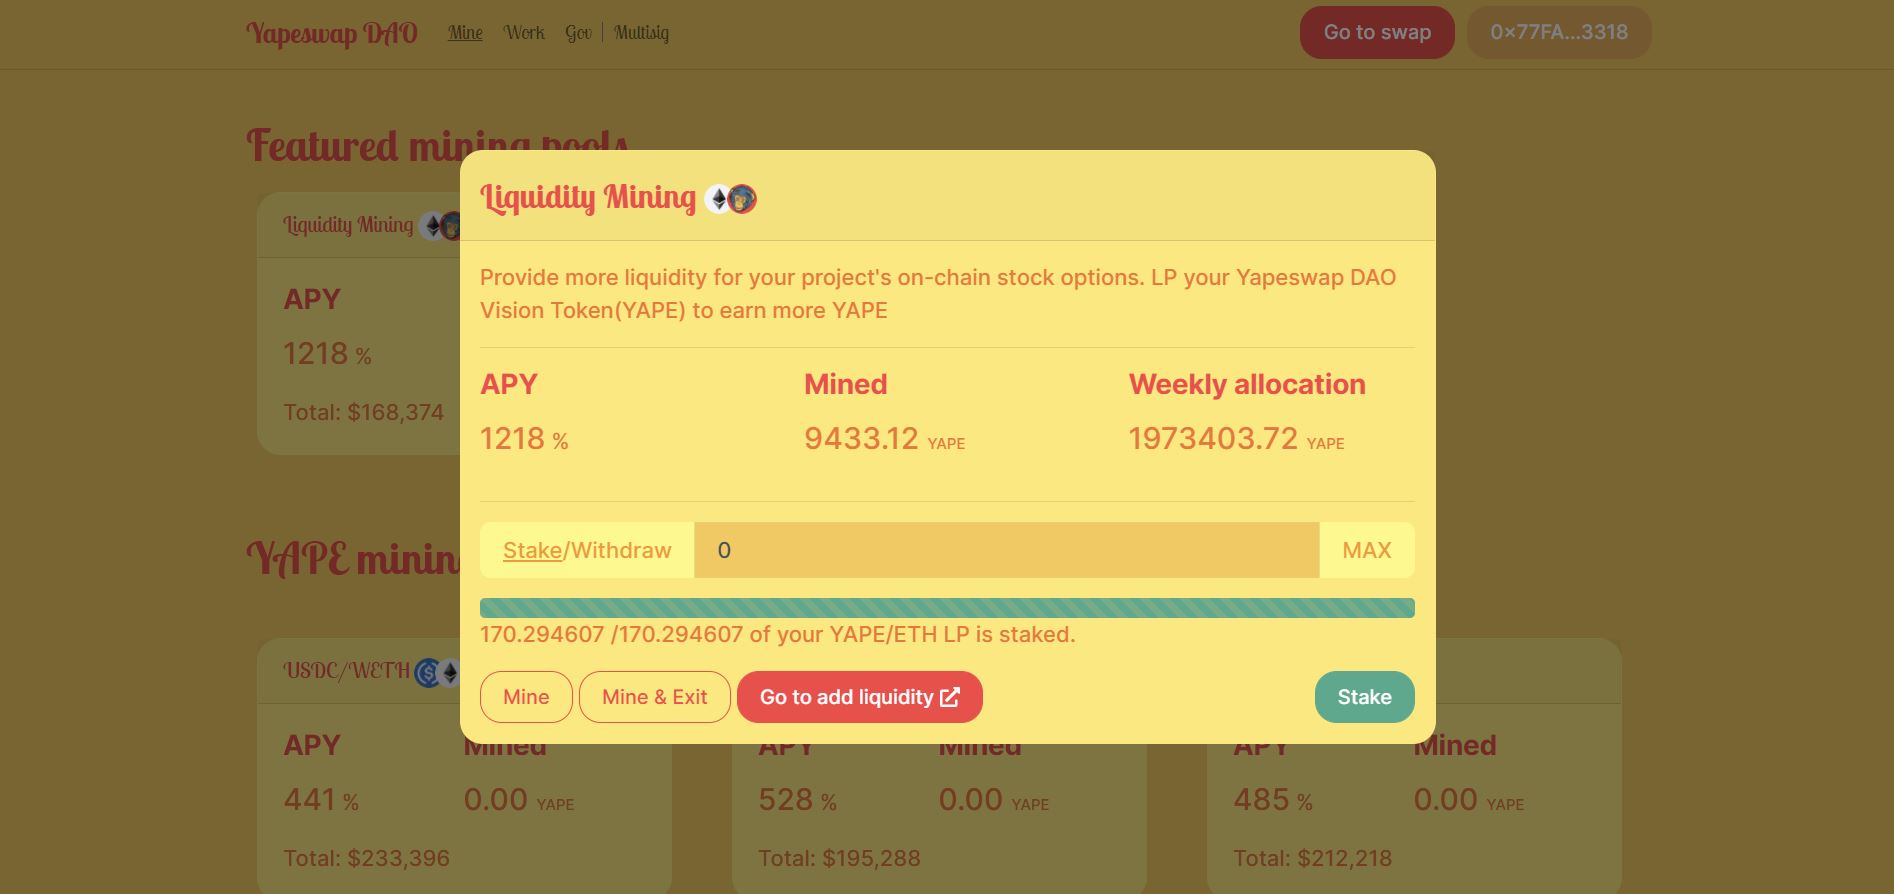 Yapeswap DAO Mine Work Gov | Multisig Go to swap 0x77FA...3318
Featured mining pools
Liquidity Mining
APY
1218 %
Total: $168,374
Liquidity Mining
Provide more liquidity for your project's on-chain stock options. LP your Yapeswap DAO
Vision Token(YAPE) to earn more YAPE
APY Mined Weekly allocation
1218 % 9433.12 YAPE 1973403.72 YAPE
Stake/Withdraw 0 MAX
170.294607 /170.294607 of your YAPE/ETH LP is staked.
Mine Mine & Exit Go to add liquidity Stake
YAPE mining
USDC/WETH
APY Mined APY Mined APY Mined
441 % 0.00 YAPE 528 % 0.00 YAPE 485 % 0.00 YAPE
Total: $233,396 Total: $195,288 Total: $212,218